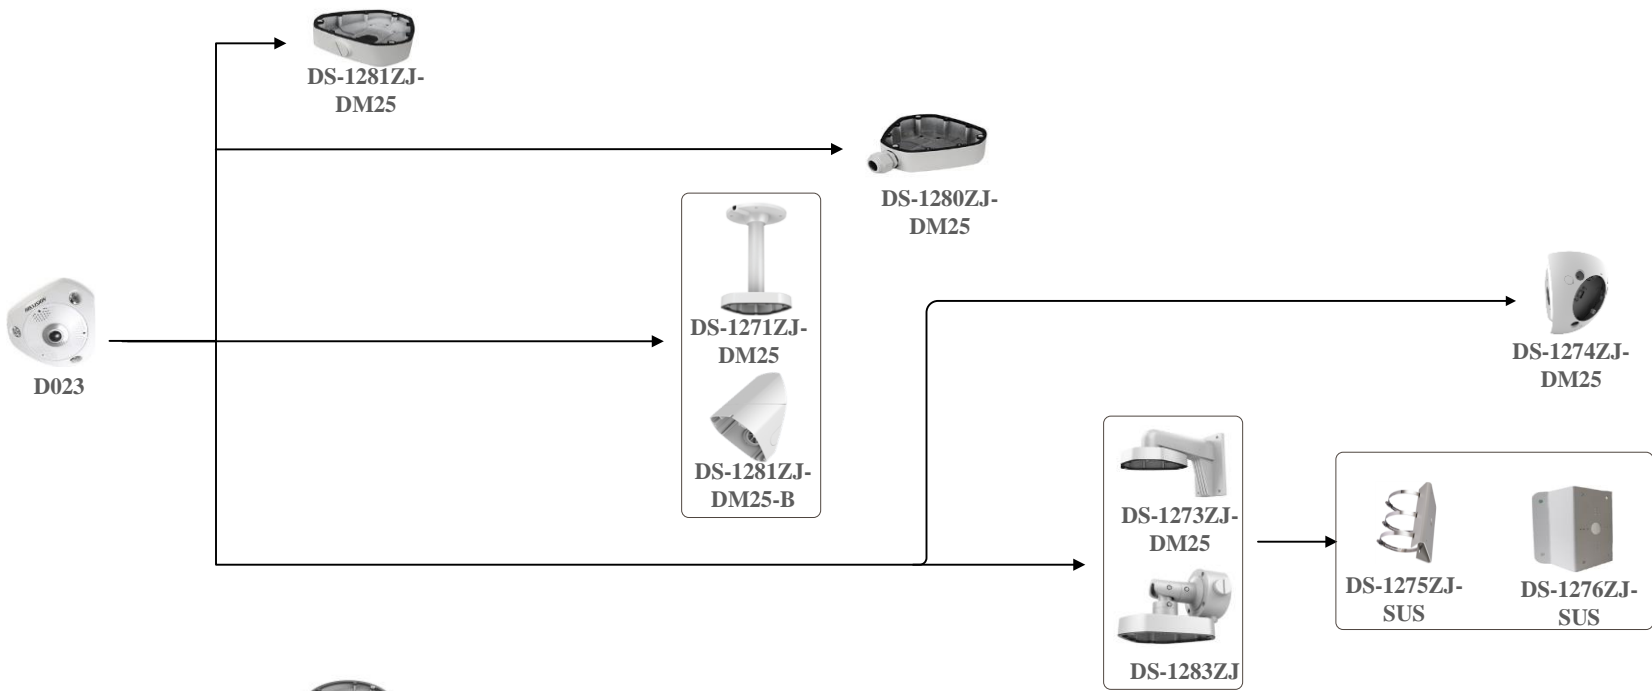 DS-1281ZJ-
DM25
DS-1280ZJ-
DM25
DS-1271ZJ-
DM25
DS-1281ZJ-
DM25-B
HIKVISION
D023
DS-1274ZJ-
DM25
DS-1273ZJ-
DM25
DS-1283ZJ
DS-1275ZJ-
SUS
DS-1276ZJ-
SUS